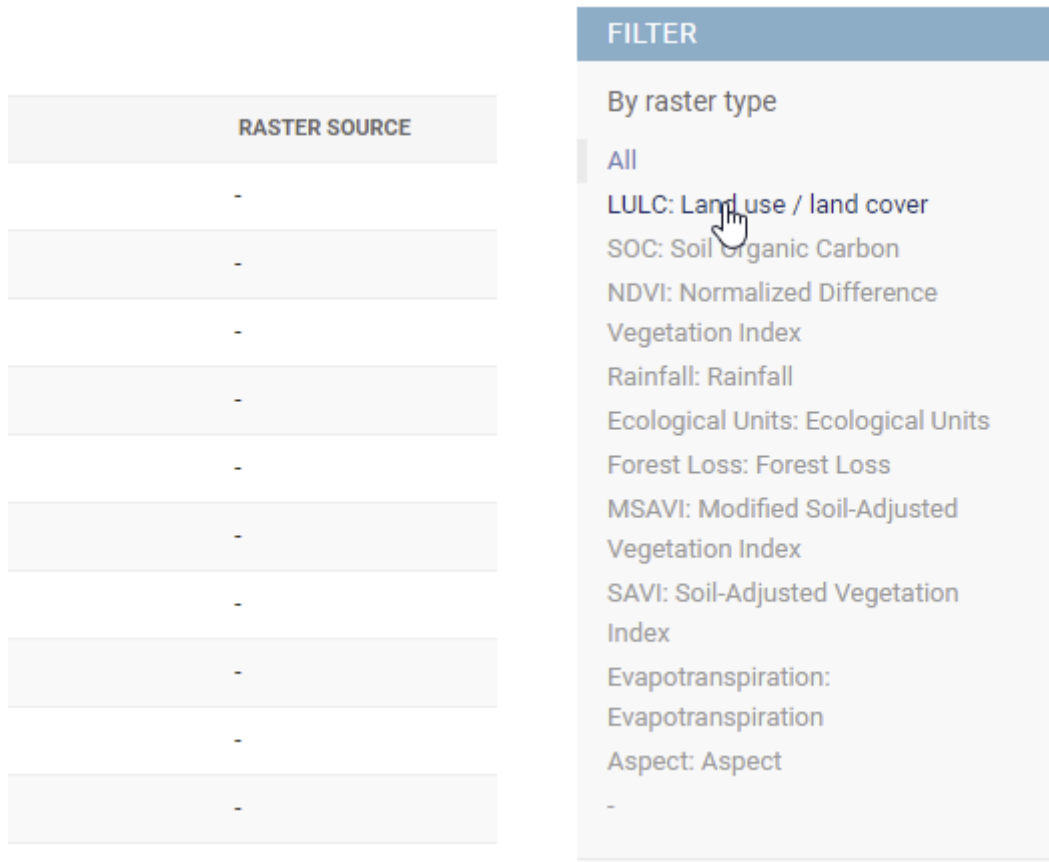 RASTER SOURCE
-
-
-
-
-
-
-
-
-
-
FILTER
By raster type
All
LULC: Land use / land cover
SOC: Soil Organic Carbon
NDVI: Normalized Difference
Vegetation Index
Rainfall: Rainfall
Ecological Units: Ecological Units
Forest Loss: Forest Loss
MSAVI: Modified Soil-Adjusted
Vegetation Index
SAVI: Soil-Adjusted Vegetation
Index
Evapotranspiration:
Evapotranspiration
Aspect: Aspect
-